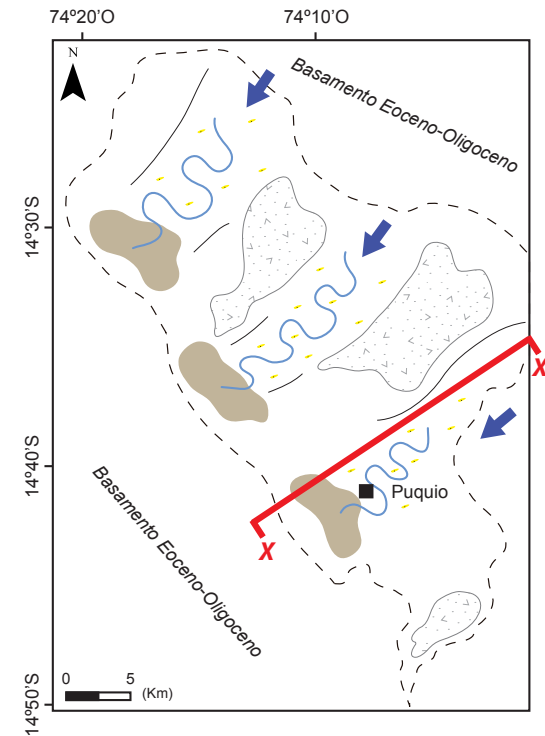 74º20'O
74º10'O
N
Basamento Eoceno-Oligoceno
14º30'S
X
14º40'S
Puquio
X
Basamento Eoceno-Oligoceno
0 5
(Km)
14º50'S